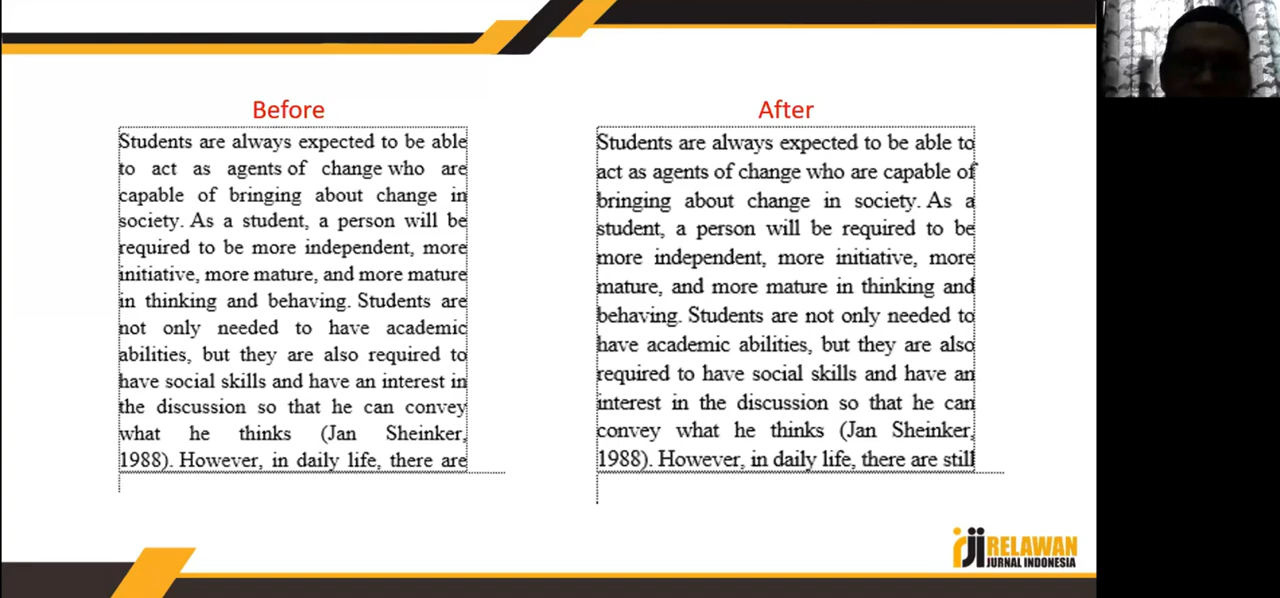 Before
Students are always expected to be able
to act as agents of change who are
capable of bringing about change in
society. As a student, a person will be
required to be more independent, more
initiative, more mature, and more mature
in thinking and behaving. Students are
not only needed to have academic
abilities, but they are also required to
have social skills and have an interest in
the discussion so that he can convey
what he thinks (Jan Sheinker,
1988). However, in daily life, there are
After
Students are always expected to be able to
act as agents of change who are capable of
bringing about change in society. As a
student, a person will be required to be
more independent, more initiative, more
mature, and more mature in thinking and
behaving. Students are not only needed to
have academic abilities, but they are also
required to have social skills and have an
interest in the discussion so that he can
convey what he thinks (Jan Sheinker,
1988). However, in daily life, there are still
rji RELAWAN
JURNAL INDONESIA